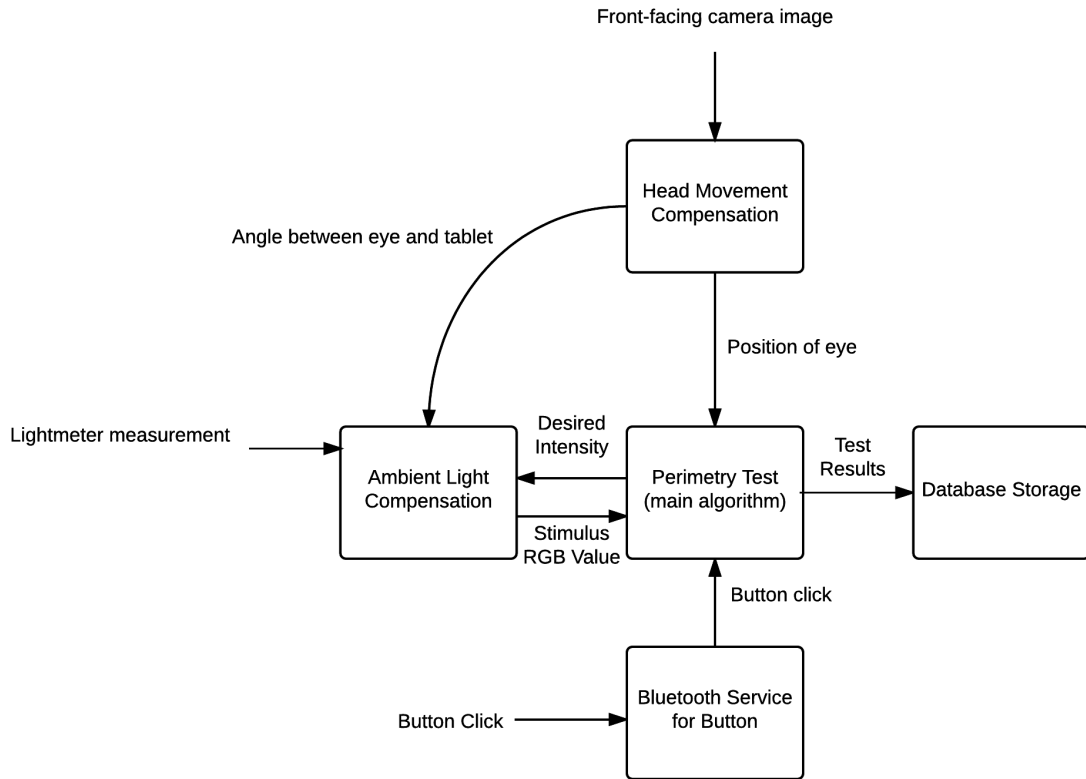 Front-facing camera image
Head Movement
Compensation
Angle between eye and tablet
Position of eye
Lightmeter measurement
Ambient Light
Compensation
Desired
Intensity
Stimulus
RGB Value
Perimetry Test
(main algorithm)
Test
Results
Database Storage
Button click
Button Click
Bluetooth Service
for Button